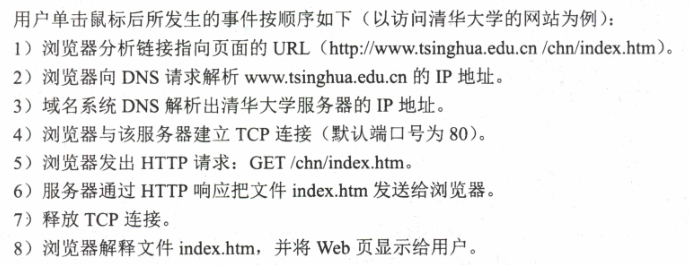 用户单击鼠标后所发生的事件按顺序如下（以访问清华大学的网站为例）：
1）浏览器分析链接指向页面的 URL（http://www.tsinghua.edu.cn /chn/index.htm）。
2）浏览器向 DNS 请求解析 www.tsinghua.edu.cn 的 IP 地址。
3）域名系统 DNS 解析出清华大学服务器的 IP 地址。
4）浏览器与该服务器建立 TCP 连接（默认端口号为 80）。
5）浏览器发出 HTTP 请求：GET /chn/index.htm。
6）服务器通过 HTTP 响应把文件 index.htm 发送给浏览器。
7）释放 TCP 连接。
8）浏览器解释文件 index.htm，并将 Web 页显示给用户。